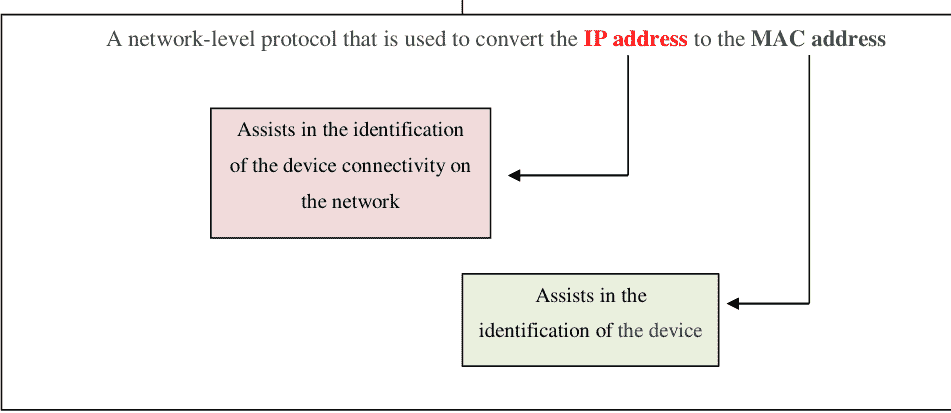 A network-level protocol that is used to convert the IP address to the MAC address
Assists in the identification
of the device connectivity on
the network
Assists in the
identification of the device